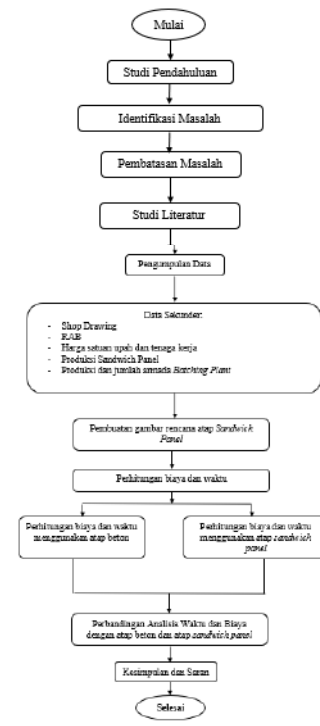 Mulai
Studi Pendahuluan
Identifikasi Masalah
Pembatasan Masalah
Studi Literatur
Pengumpulan Data
Data Sekunder:
- Shop Drawing
- RAB
- Harga satuan upah dan tenaga kerja
- Produksi Sandwich Panel
- Produksi dan jumlah armada Batching Plant
Pembuatan gambar rencana atap Sandwich
Panel
Perhitungan biaya dan waktu
Perhitungan biaya dan waktu
menggunakan atap beton
Perhitungan biaya dan waktu
menggunakan atap sandwich
panel
Perbandingan Analisis Waktu dan Biaya
dengan atap beton dan atap sandwich panel
Kesimpulan dan Saran
Selesai